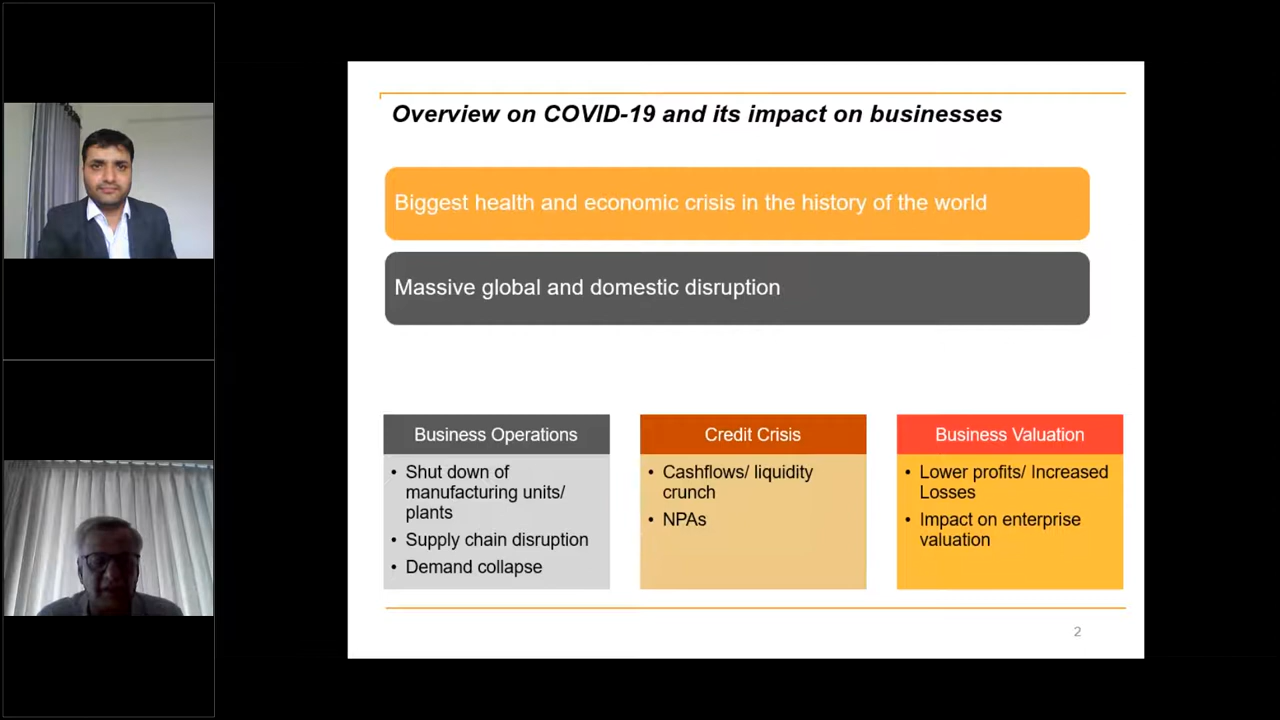 Overview on COVID-19 and its impact on businesses
Biggest health and economic crisis in the history of the world
Massive global and domestic disruption
Business Operations
• Shut down of
manufacturing units/
plants
• Supply chain disruption
• Demand collapse
Credit Crisis
• Cashflows/ liquidity
crunch
• NPAs
Business Valuation
• Lower profits/ Increased
Losses
• Impact on enterprise
valuation
2